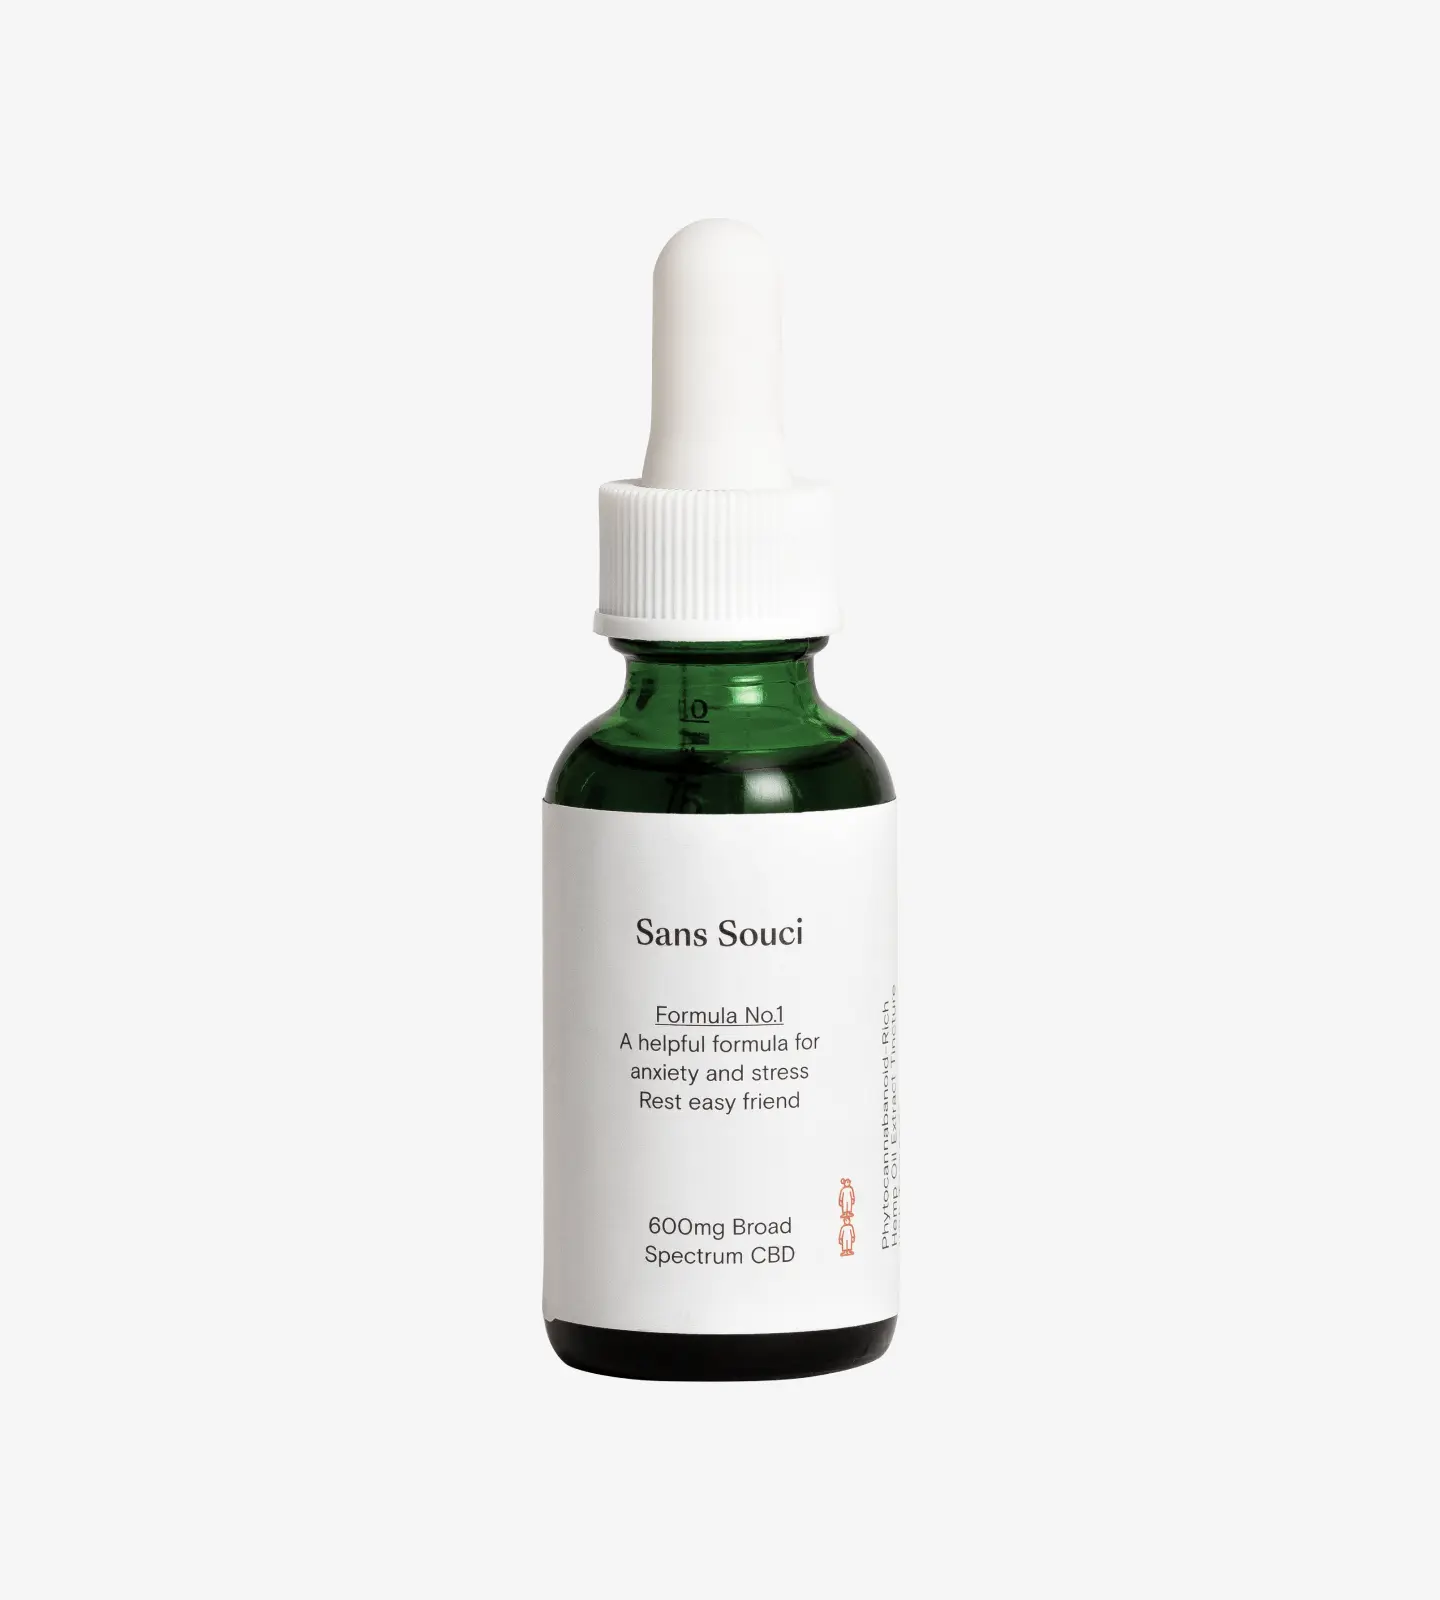 Sans Souci
Formula No.1
A helpful formula for
anxiety and stress
Rest easy friend
600mg Broad
Spectrum CBD
Phytocannabanoid-Rich
Hemp Oil Extract Tincture